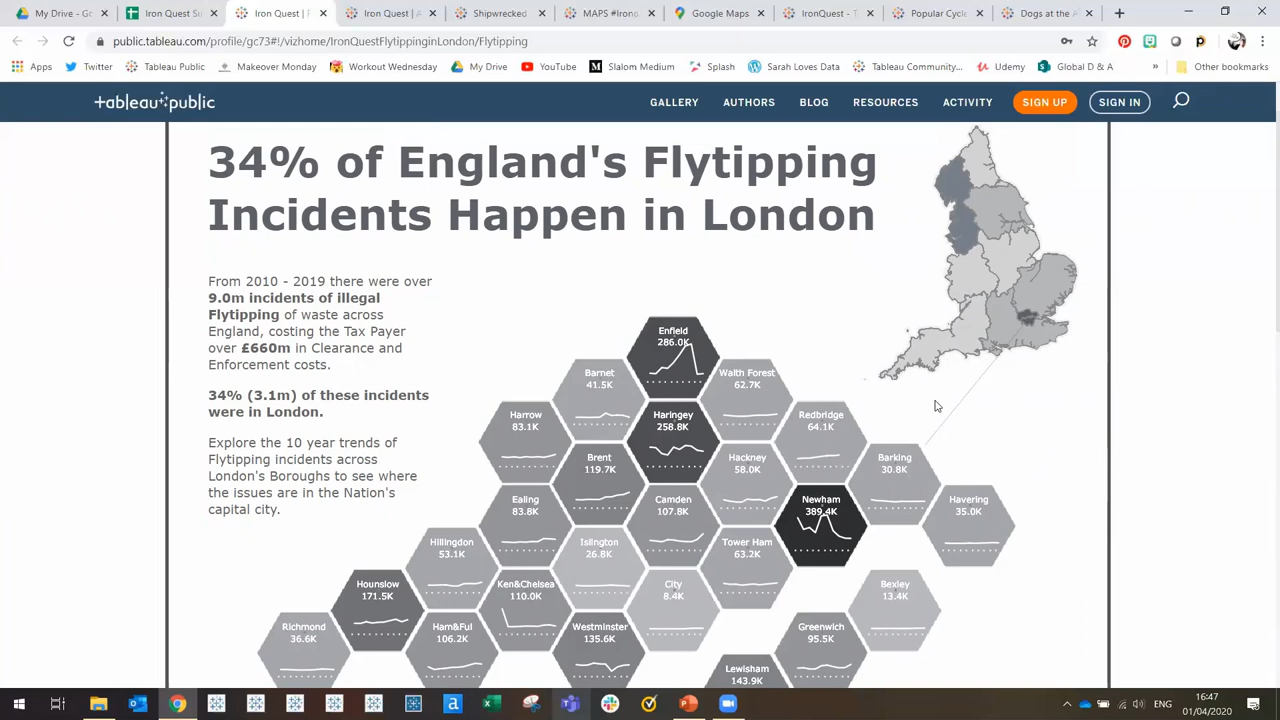 My Drive - Go
Iron Quest Su
Iron Quest | F
Iron Quest | A
Shipwrecked
MAPS #Irono
Google Maps
IronQuest - T
Popular Cycle
Dogs at the A
public.tableau.com/profile/gc73#!/vizhome/IronQuestFlytippinginLondon/Flytipping
Apps
Twitter
Tableau Public
Makeover Monday
Workout Wednesday
My Drive
YouTube
Slalom Medium
Splash
Sarah Loves Data
Tableau Community...
Udemy
Global D & A
»
Other bookmarks
tableau public
GALLERY
AUTHORS
BLOG
RESOURCES
ACTIVITY
SIGN UP
SIGN IN
34% of England's Flytipping
Incidents Happen in London
From 2010 - 2019 there were over
9.0m incidents of illegal
Flytipping of waste across
England, costing the Tax Payer
over £660m in Clearance and
Enforcement costs.
34% (3.1m) of these incidents
were in London.
Explore the 10 year trends of
Flytipping incidents across
London's Boroughs to see where
the issues are in the Nation's
capital city.
Enfield
286.0K
Barnet
41.5K
Walth Forest
62.7K
Harrow
83.1K
Haringey
258.8K
Redbridge
64.1K
Brent
119.7K
Hackney
58.0K
Barking
30.8K
Ealing
83.8K
Camden
107.8K
Newham
389.4K
Havering
35.0K
Hillingdon
53.1K
Islington
26.8K
Tower Ham
63.2K
Hounslow
171.5K
Ken&Chelsea
110.0K
City
8.4K
Bexley
13.4K
Richmond
36.6K
Ham&Ful
106.2K
Westminster
135.6K
Greenwich
95.5K
Lewisham
143.9K
ENG
16:47
01/04/2020